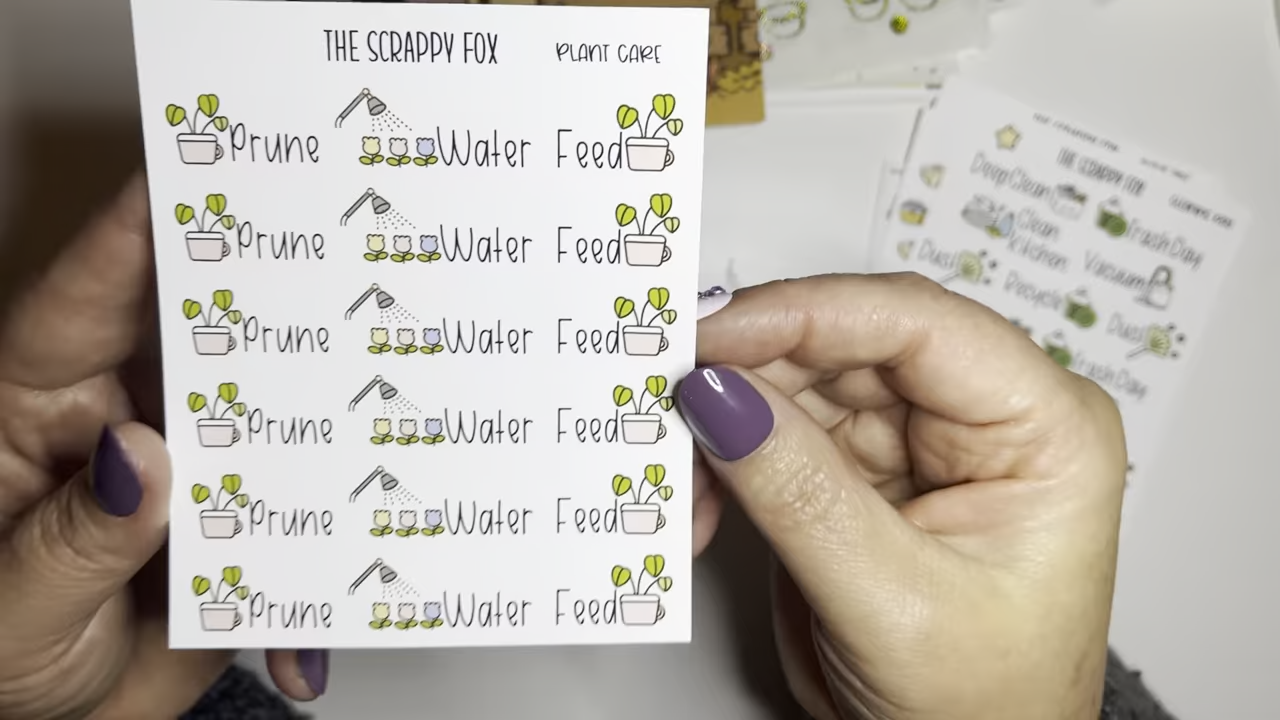 THE SCRAPPY FOX PLANT CARE
Prune Water Feed
Prune Water Feed
Prune Water Feed
Prune Water Feed
Prune Water Feed
Prune Water Feed
THE SCRAPPY FOX
Deep Clean Trash Day
Clean Kitchen Vacuum
Dust Recycle Dust
Trash Day